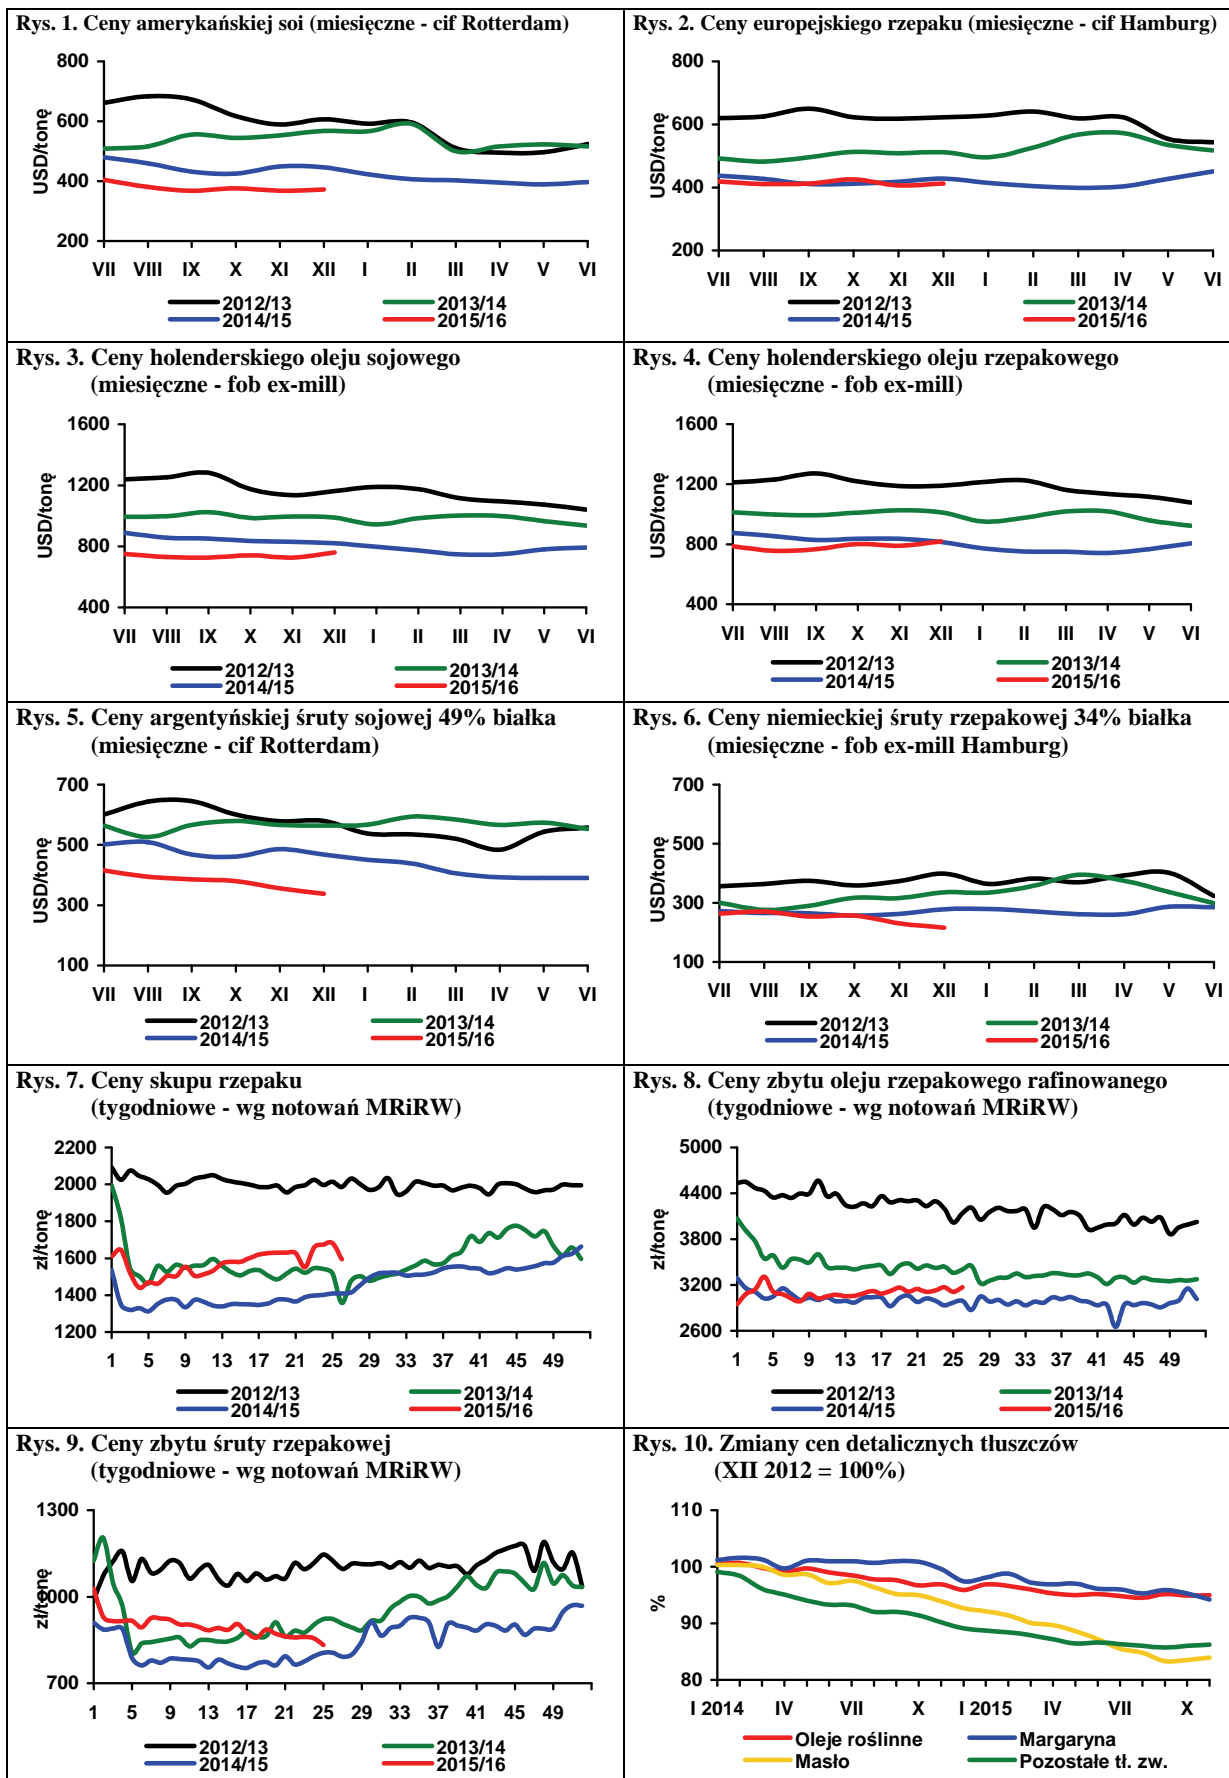 Rys. 1. Ceny amerykańskiej soi (miesięczne - cif Rotterdam)
800
600
400
200
USD/tonę
VII VIII IX X XI XII I II III IV V VI
2012/13 2013/14
2014/15 2015/16
Rys. 2. Ceny europejskiego rzepaku (miesięczne - cif Hamburg)
800
600
400
200
USD/tonę
VII VIII IX X XI XII I II III IV V VI
2012/13 2013/14
2014/15 2015/16
Rys. 3. Ceny holenderskiego oleju sojowego
(miesięczne - fob ex-mill)
1600
1200
800
400
USD/tonę
VII VIII IX X XI XII I II III IV V VI
2012/13 2013/14
2014/15 2015/16
Rys. 4. Ceny holenderskiego oleju rzepakowego
(miesięczne - fob ex-mill)
1600
1200
800
400
USD/tonę
VII VIII IX X XI XII I II III IV V VI
2012/13 2013/14
2014/15 2015/16
Rys. 5. Ceny argentyńskiej śruty sojowej 49% białka
(miesięczne - cif Rotterdam)
700
500
300
100
USD/tonę
VII VIII IX X XI XII I II III IV V VI
2012/13 2013/14
2014/15 2015/16
Rys. 6. Ceny niemieckiej śruty rzepakowej 34% białka
(miesięczne - fob ex-mill Hamburg)
700
500
300
100
USD/tonę
VII VIII IX X XI XII I II III IV V VI
2012/13 2013/14
2014/15 2015/16
Rys. 7. Ceny skupu rzepaku
(tygodniowe - wg notowań MRiRW)
2200
2000
1800
1600
1400
1200
zł/tonę
1 5 9 13 17 21 25 29 33 37 41 45 49
2012/13 2013/14
2014/15 2015/16
Rys. 8. Ceny zbytu oleju rzepakowego rafinowanego
(tygodniowe - wg notowań MRiRW)
5000
4400
3800
3200
2600
zł/tonę
1 5 9 13 17 21 25 29 33 37 41 45 49
2012/13 2013/14
2014/15 2015/16
Rys. 9. Ceny zbytu śruty rzepakowej
(tygodniowe - wg notowań MRiRW)
1300
1000
700
zł/tonę
1 5 9 13 17 21 25 29 33 37 41 45 49
2012/13 2013/14
2014/15 2015/16
Rys. 10. Zmiany cen detalicznych tłuszczów
(XII 2012 = 100%)
110
100
90
80
%
I 2014 IV VII X I 2015 IV VII X
Oleje roślinne Margaryna
Masło Pozostałe tł. zw.